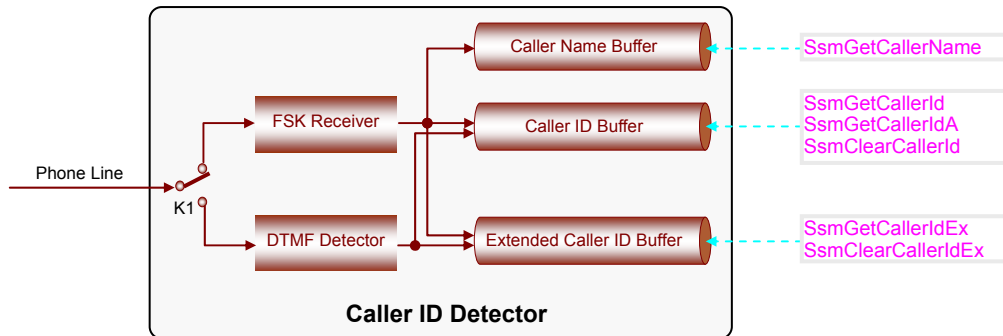 Caller Name Buffer
SsmGetCallerName
FSK Receiver
Caller ID Buffer
SsmGetCallerId
SsmGetCallerIdA
SsmClearCallerId
Phone Line
K1
DTMF Detector
Extended Caller ID Buffer
SsmGetCallerIdEx
SsmClearCallerIdEx
Caller ID Detector